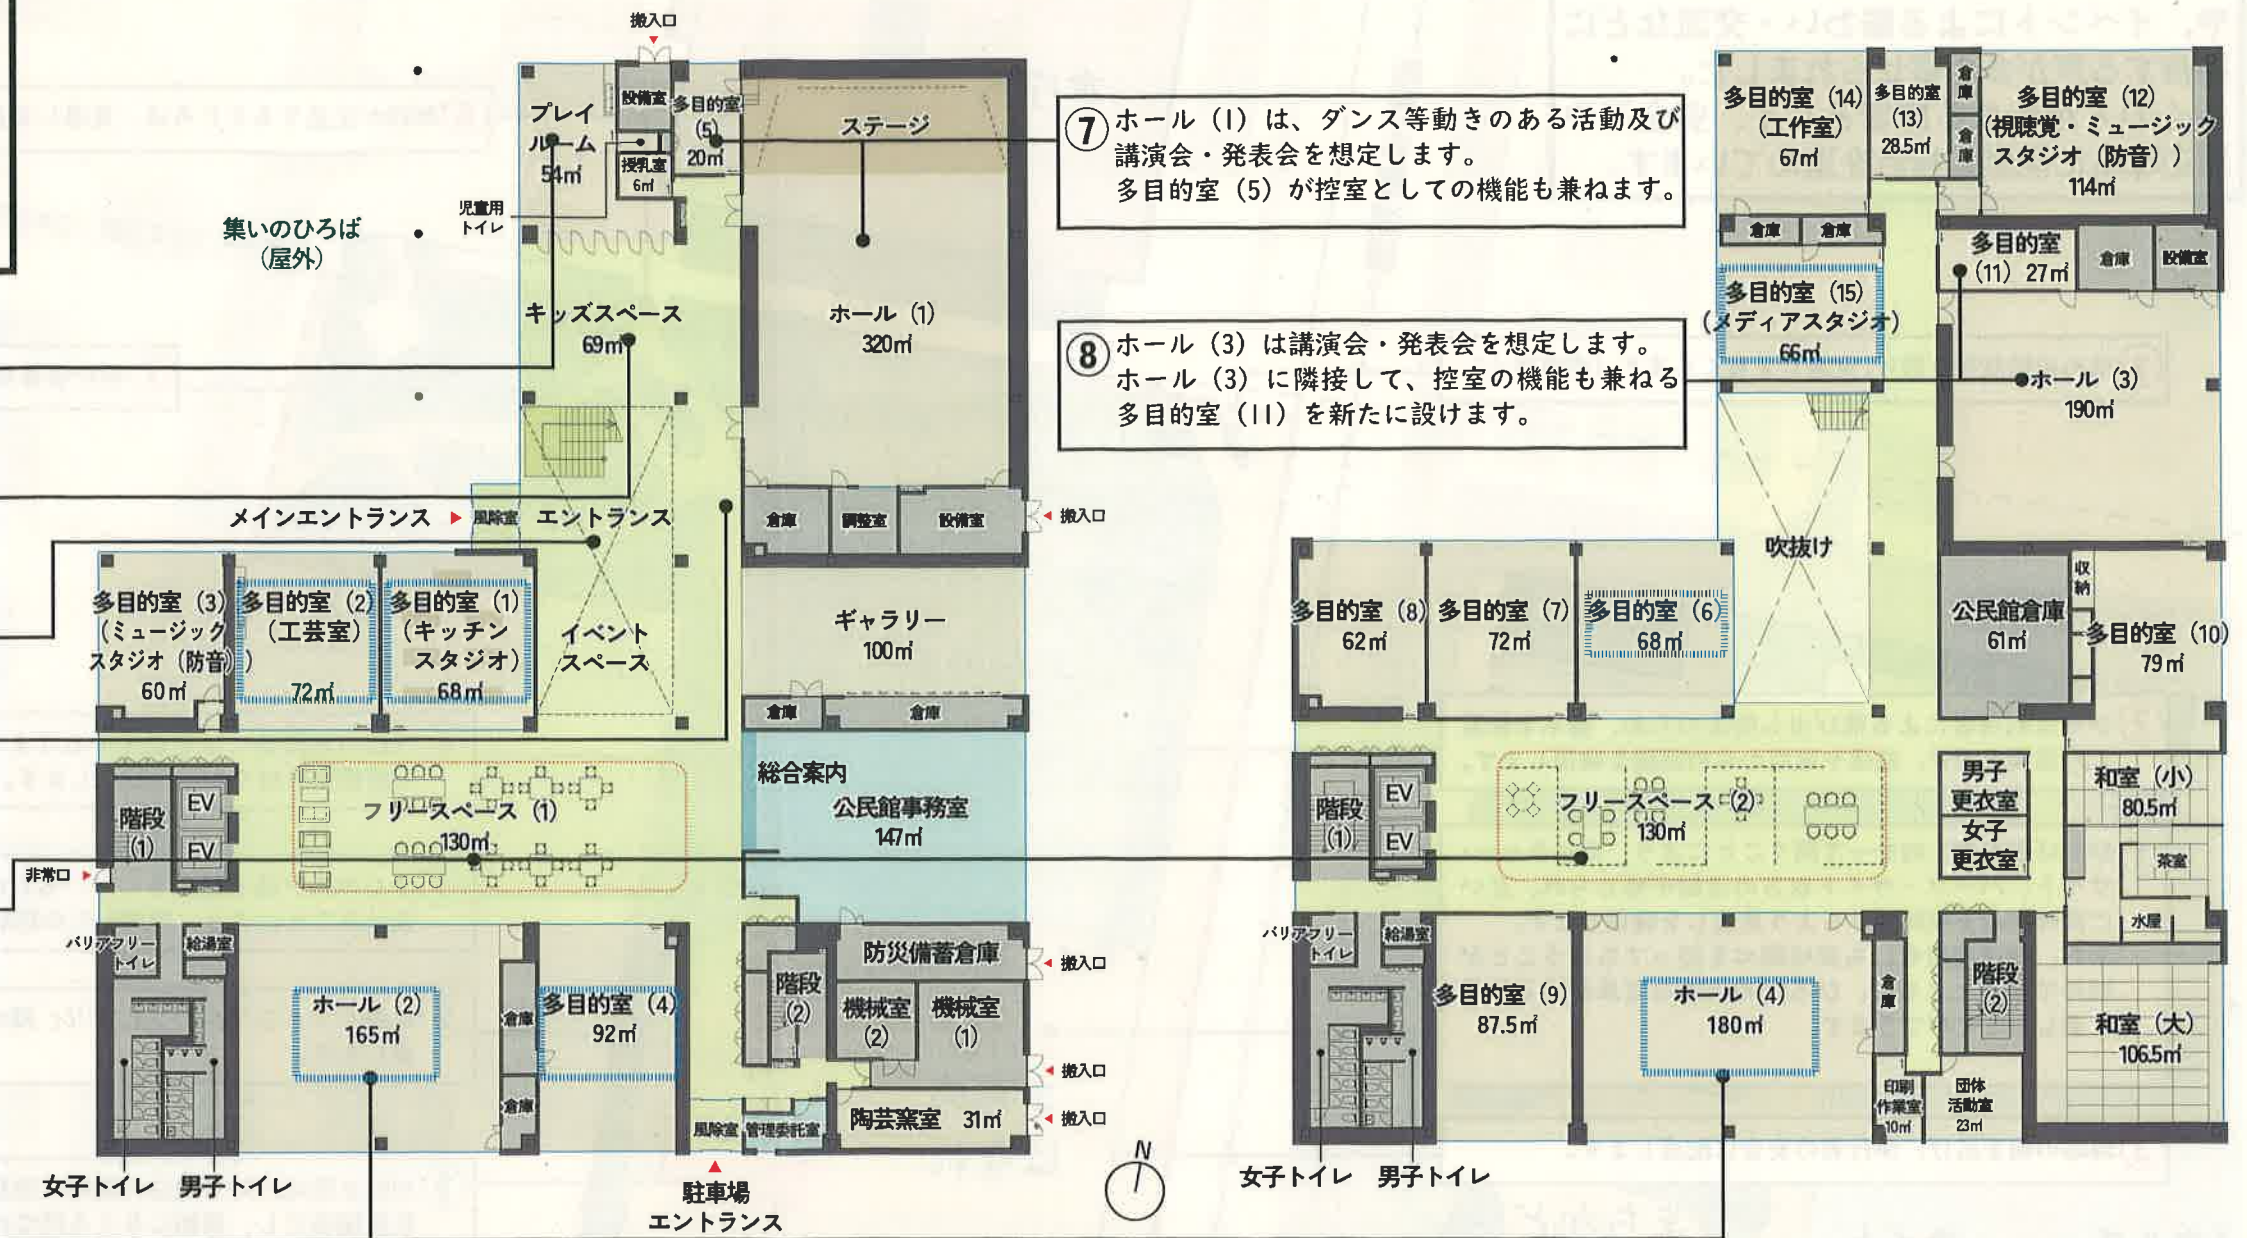 搬入口
プレイ
ルーム
54㎡
設備室
授乳室
6㎡
児童用
トイレ
多目的室
(5)
20㎡
ステージ
集いのひろば
(屋外)
キッズスペース
69㎡
ホール (1)
320㎡
メインエントランス
風除室
エントランス
倉庫
調整室
設備室
搬入口
多目的室 (3)
(ミュージック
スタジオ (防音))
60㎡
多目的室 (2)
(工芸室)
72㎡
多目的室 (1)
(キッチン
スタジオ)
68㎡
イベント
スペース
ギャラリー
100㎡
倉庫
倉庫
総合案内
公民館事務室
147㎡
階段
(1)
EV
EV
フリースペース (1)
130㎡
非常口
バリアフリー
トイレ
給湯室
ホール (2)
165㎡
倉庫
倉庫
多目的室 (4)
92㎡
階段
(2)
防災備蓄倉庫
搬入口
機械室
(2)
機械室
(1)
搬入口
陶芸窯室 31㎡
搬入口
風除室
管理委託室
女子トイレ
男子トイレ
駐車場
エントランス
N
⑦ ホール (1) は、ダンス等動きのある活動及び
講演会・発表会を想定します。
多目的室 (5) が控室としての機能も兼ねます。
⑧ ホール (3) は講演会・発表会を想定します。
ホール (3) に隣接して、控室の機能も兼ねる
多目的室 (11) を新たに設けます。
多目的室 (14)
(工作室)
67㎡
多目的室
(13)
28.5㎡
倉庫
倉庫
多目的室 (12)
(視聴覚・ミュージック
スタジオ (防音))
114㎡
倉庫
倉庫
多目的室
(11) 27㎡
倉庫
設備室
多目的室 (15)
(メディアスタジオ)
66㎡
ホール (3)
190㎡
吹抜け
多目的室 (8)
62㎡
多目的室 (7)
72㎡
多目的室 (6)
68㎡
公民館倉庫
61㎡
収納
多目的室 (10)
79㎡
階段
(1)
EV
EV
フリースペース (2)
130㎡
男子
更衣室
女子
更衣室
和室 (小)
80.5㎡
茶室
水屋
バリアフリー
トイレ
給湯室
多目的室 (9)
87.5㎡
ホール (4)
180㎡
倉庫
階段
(2)
和室 (大)
106.5㎡
印刷
作業室
10㎡
団体
活動室
23㎡
女子トイレ
男子トイレ